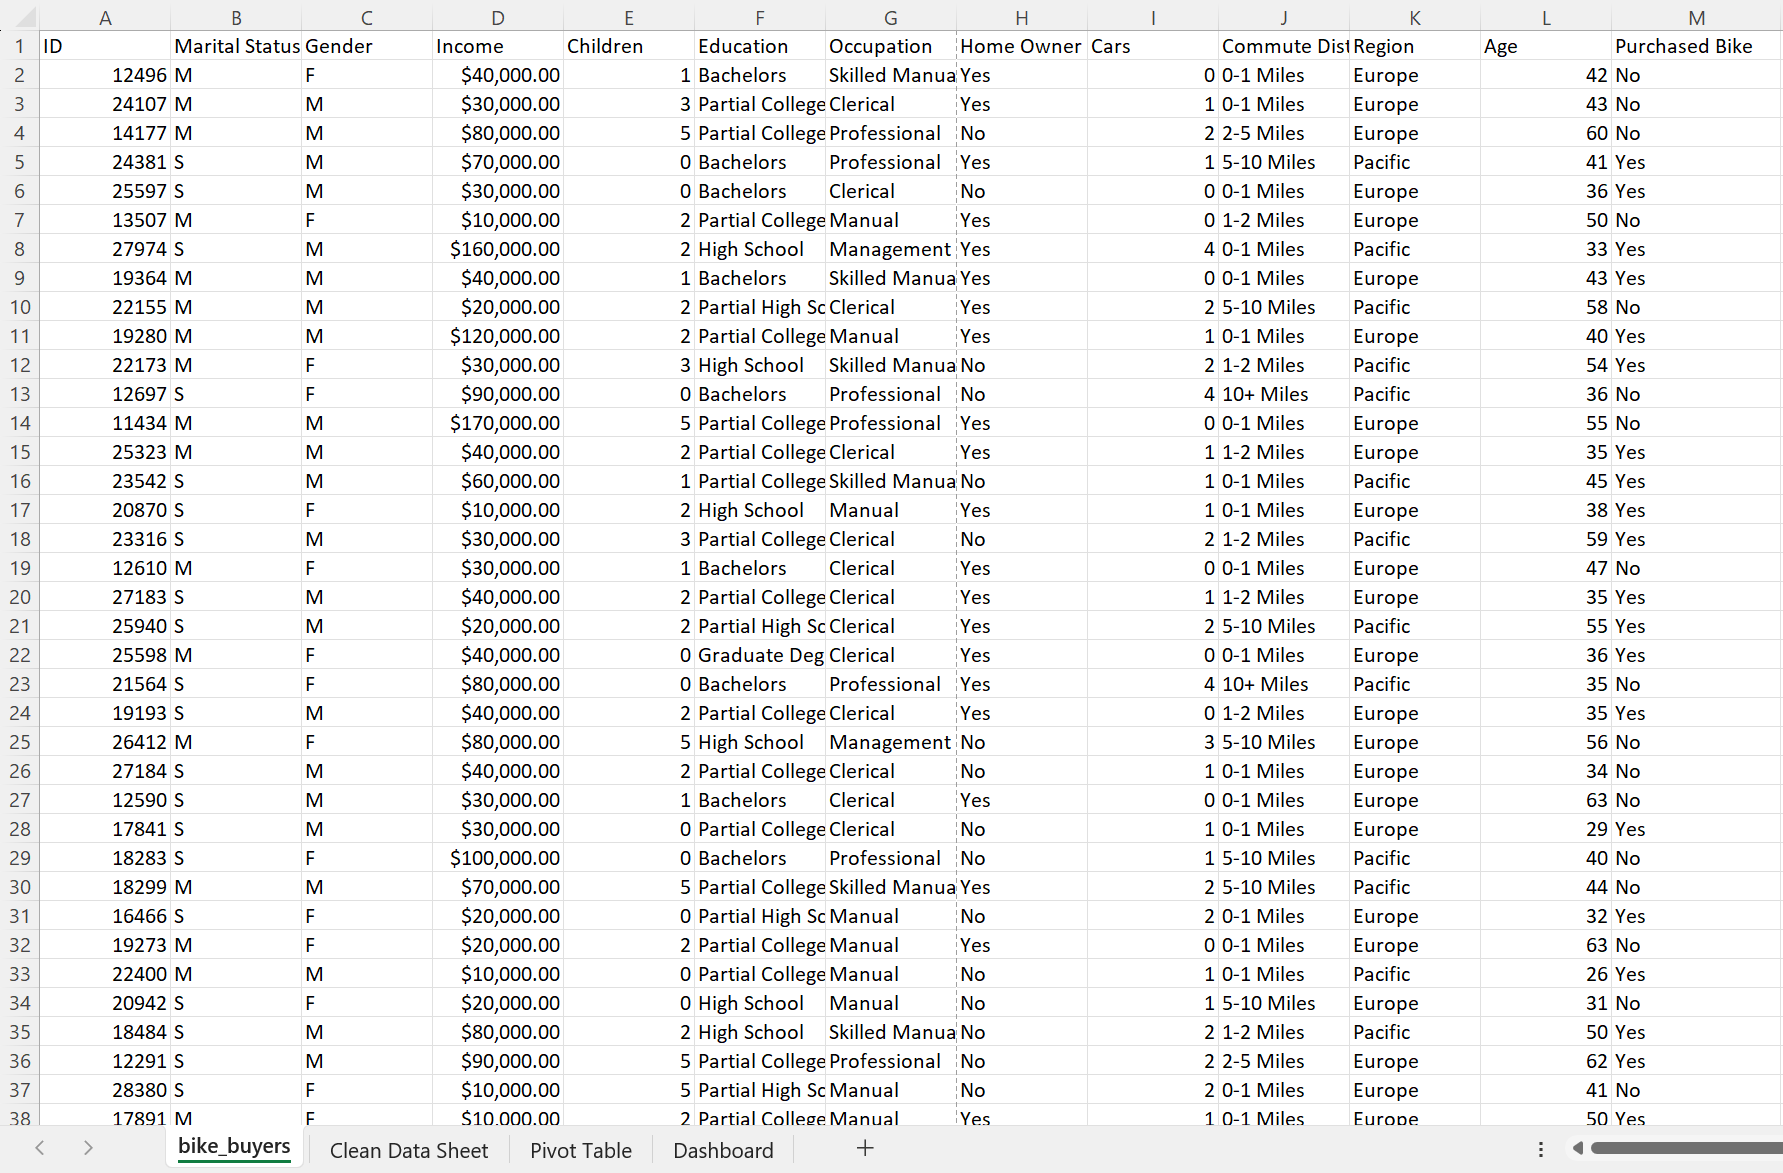 A B C D E F G H I J K L M
1 ID Marital Status Gender Income Children Education Occupation Home Owner Cars Commute Dist Region Age Purchased Bike
2 12496 M F $40,000.00 1 Bachelors Skilled Manua Yes 0 0-1 Miles Europe 42 No
3 24107 M M $30,000.00 3 Partial College Clerical Yes 1 0-1 Miles Europe 43 No
4 14177 M M $80,000.00 5 Partial College Professional No 2 2-5 Miles Europe 60 No
5 24381 S M $70,000.00 0 Bachelors Professional Yes 1 5-10 Miles Pacific 41 Yes
6 25597 S M $30,000.00 0 Bachelors Clerical No 0 0-1 Miles Europe 36 Yes
7 13507 M F $10,000.00 2 Partial College Manual Yes 0 1-2 Miles Europe 50 No
8 27974 S M $160,000.00 2 High School Management Yes 4 0-1 Miles Pacific 33 Yes
9 19364 M M $40,000.00 1 Bachelors Skilled Manua Yes 0 0-1 Miles Europe 43 Yes
10 22155 M M $20,000.00 2 Partial High Sc Clerical Yes 2 5-10 Miles Pacific 58 No
11 19280 M M $120,000.00 2 Partial College Manual Yes 1 0-1 Miles Europe 40 Yes
12 22173 M F $30,000.00 3 High School Skilled Manua No 2 1-2 Miles Pacific 54 Yes
13 12697 S F $90,000.00 0 Bachelors Professional No 4 10+ Miles Pacific 36 No
14 11434 M M $170,000.00 5 Partial College Professional Yes 0 0-1 Miles Europe 55 No
15 25323 M M $40,000.00 2 Partial College Clerical Yes 1 1-2 Miles Europe 35 Yes
16 23542 S M $60,000.00 1 Partial College Skilled Manua No 1 0-1 Miles Pacific 45 Yes
17 20870 S F $10,000.00 2 High School Manual Yes 1 0-1 Miles Europe 38 Yes
18 23316 S M $30,000.00 3 Partial College Clerical No 2 1-2 Miles Pacific 59 Yes
19 12610 M F $30,000.00 1 Bachelors Clerical Yes 0 0-1 Miles Europe 47 No
20 27183 S M $40,000.00 2 Partial College Clerical Yes 1 1-2 Miles Europe 35 Yes
21 25940 S M $20,000.00 2 Partial High Sc Clerical Yes 2 5-10 Miles Pacific 55 Yes
22 25598 M F $40,000.00 0 Graduate Deg Clerical Yes 0 0-1 Miles Europe 36 Yes
23 21564 S F $80,000.00 0 Bachelors Professional Yes 4 10+ Miles Pacific 35 No
24 19193 S M $40,000.00 2 Partial College Clerical Yes 0 1-2 Miles Europe 35 Yes
25 26412 M F $80,000.00 5 High School Management No 3 5-10 Miles Europe 56 No
26 27184 S M $40,000.00 2 Partial College Clerical No 1 0-1 Miles Europe 34 No
27 12590 S M $30,000.00 1 Bachelors Clerical Yes 0 0-1 Miles Europe 63 No
28 17841 S M $30,000.00 0 Partial College Clerical No 1 0-1 Miles Europe 29 Yes
29 18283 S F $100,000.00 0 Bachelors Professional No 1 5-10 Miles Pacific 40 No
30 18299 M M $70,000.00 5 Partial College Skilled Manua Yes 2 5-10 Miles Pacific 44 No
31 16466 S F $20,000.00 0 Partial High Sc Manual No 2 0-1 Miles Europe 32 Yes
32 19273 M F $20,000.00 2 Partial College Manual Yes 0 0-1 Miles Europe 63 No
33 22400 M M $10,000.00 0 Partial College Manual No 1 0-1 Miles Pacific 26 Yes
34 20942 S F $20,000.00 0 High School Manual No 1 5-10 Miles Europe 31 No
35 18484 S M $80,000.00 2 High School Skilled Manua No 2 1-2 Miles Pacific 50 Yes
36 12291 S M $90,000.00 5 Partial College Professional No 2 2-5 Miles Europe 62 Yes
37 28380 S F $10,000.00 5 Partial High Sc Manual No 2 0-1 Miles Europe 41 No
38 17891 M F $10,000.00 2 Partial College Manual Yes 1 0-1 Miles Europe 50 Yes
bike_buyers Clean Data Sheet Pivot Table Dashboard